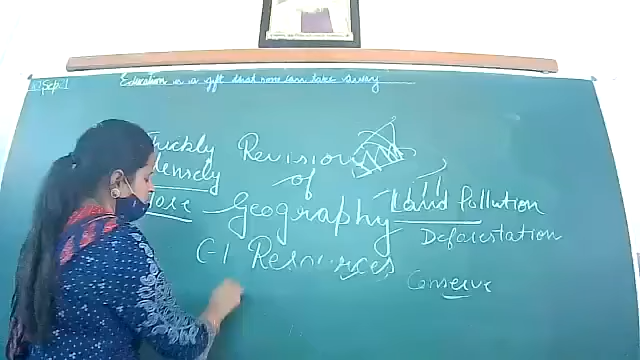 Sep
Education is a gift that none can take away
Thickly
densely
Revision
of
Geography
Land Pollution
Deforestation
C-1 Resources
Conserve